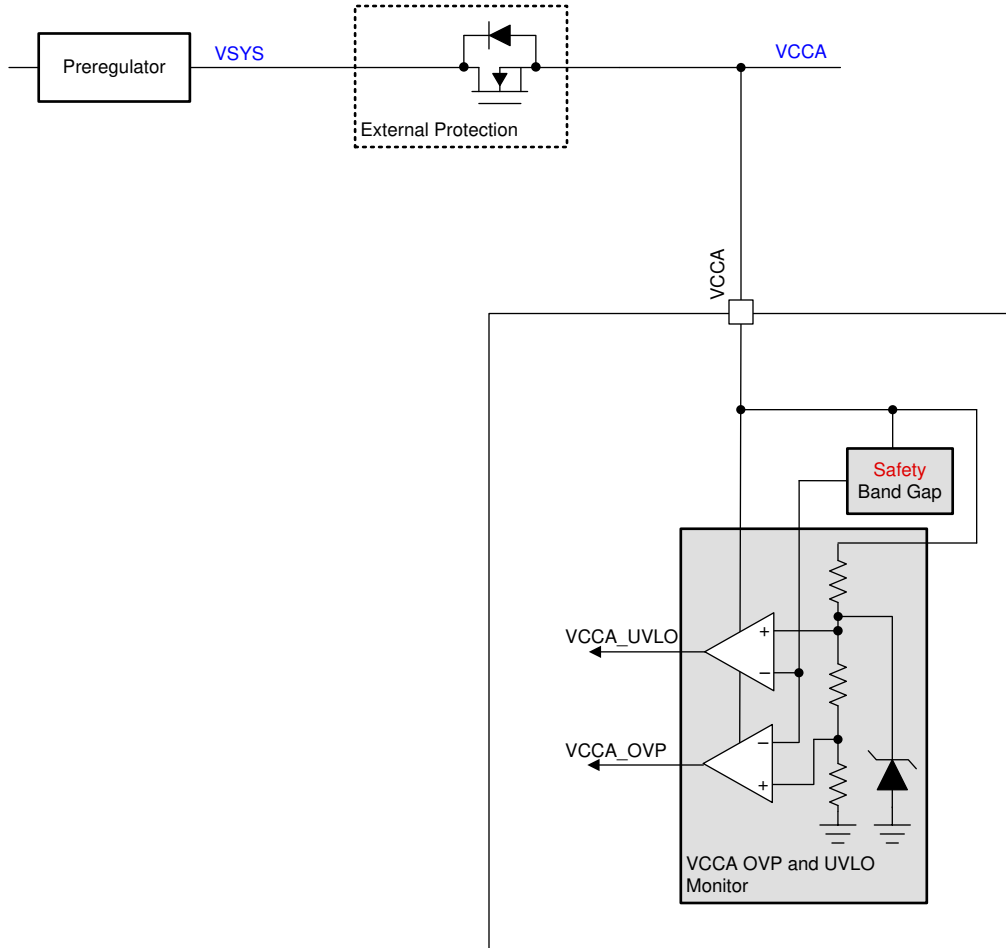 Preregulator
VSYS
VCCA
External Protection
VCCA
Safety
Band Gap
+
VCCA_UVLO
–
VCCA_OVP
–
+
VCCA OVP and UVLO
Monitor